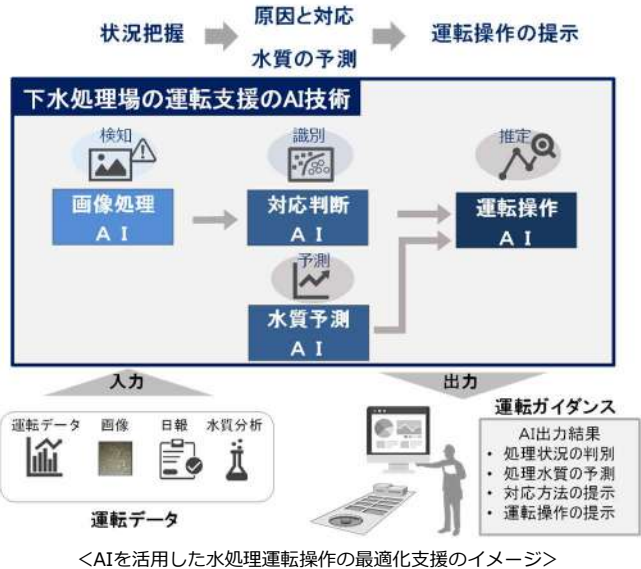 状況把握
原因と対応
水質の予測
運転操作の提示
下水処理場の運転支援のAI技術
検知
画像処理
AI
識別
対応判断
AI
予測
水質予測
AI
推定
運転操作
AI
入力
出力
運転データ
画像
日報
水質分析
運転データ
運転ガイダンス
AI出力結果
・ 処理状況の判別
・ 処理水質の予測
・ 対応方法の提示
・ 運転操作の提示
<AIを活用した水処理運転操作の最適化支援のイメージ>